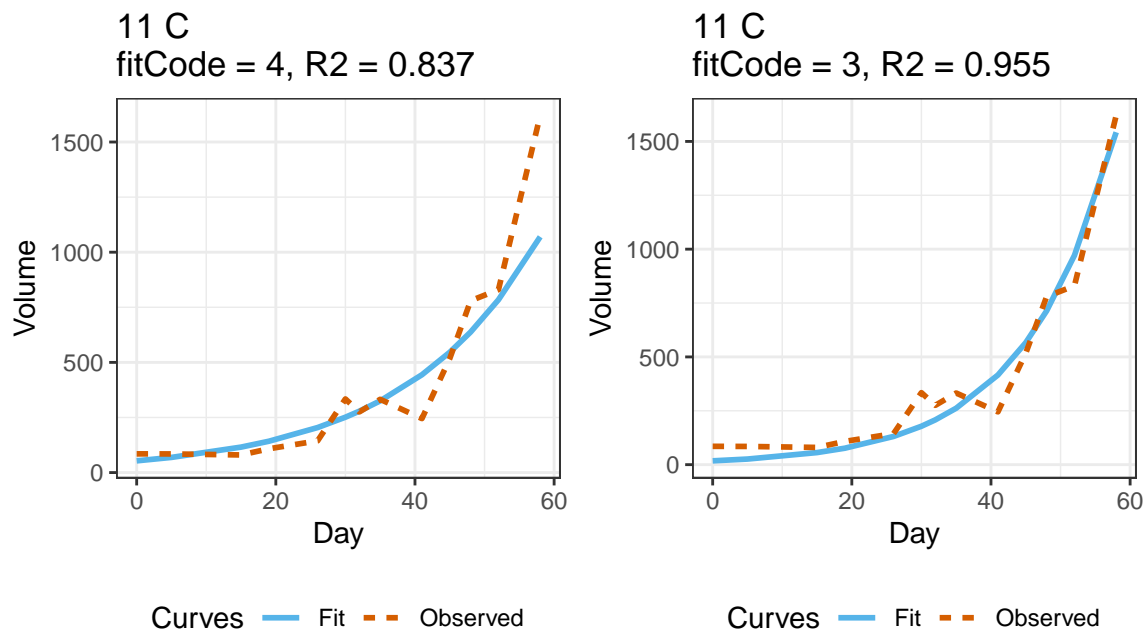 11 C
fitCode = 4, R2 = 0.837
1500
1000
500
0
Volume
0 20 40 60
Day
Curves Fit Observed
11 C
fitCode = 3, R2 = 0.955
1500
1000
500
0
Volume
0 20 40 60
Day
Curves Fit Observed